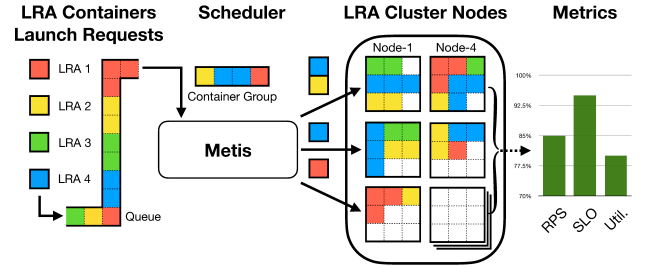 LRA Containers
Launch Requests
Scheduler
LRA Cluster Nodes
Metrics
LRA 1
LRA 2
LRA 3
LRA 4
Queue
Container Group
Metis
Node-1
Node-4
100%
92.5%
85%
77.5%
70%
RPS
SLO
Util.